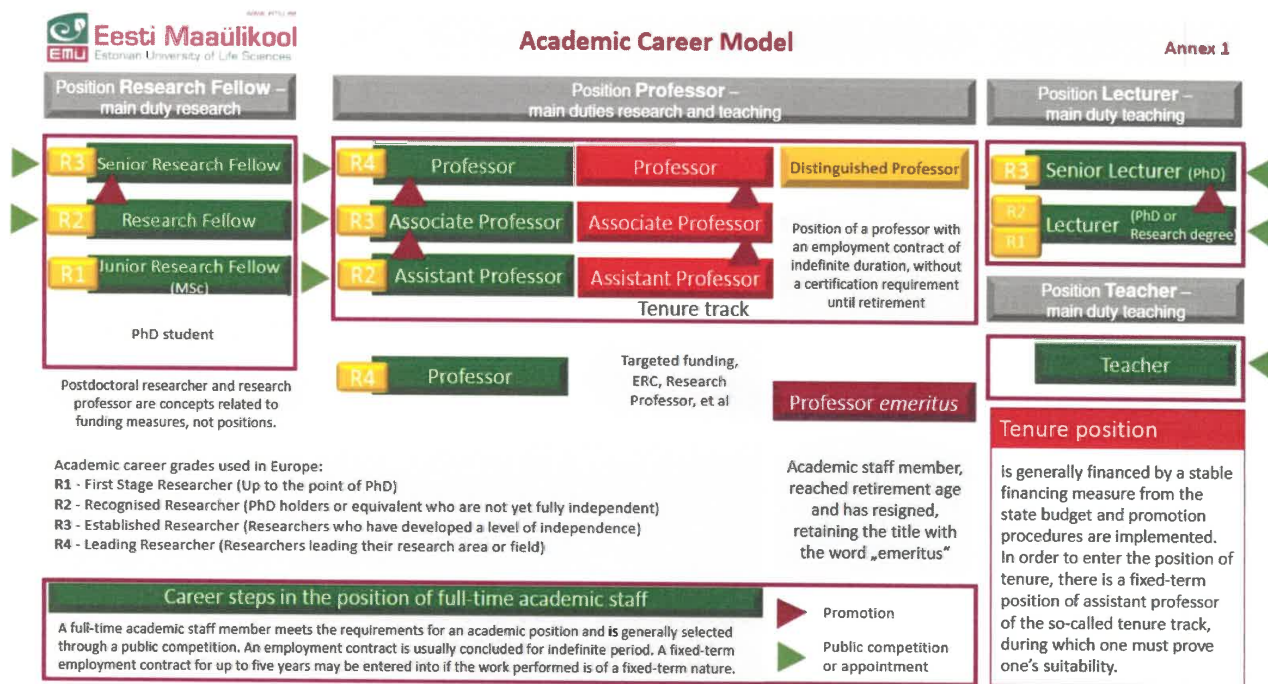 www.emu.ee
Eesti Maaülikool
EMU Estonian University of Life Sciences
Academic Career Model
Annex 1
Position Research Fellow –
main duty research
R3 Senior Research Fellow
R2 Research Fellow
R1 Junior Research Fellow
(MSc)
PhD student
Postdoctoral researcher and research
professor are concepts related to
funding measures, not positions.
Position Professor –
main duties research and teaching
R4 Professor Professor Distinguished Professor
R3 Associate Professor Associate Professor
R2 Assistant Professor Assistant Professor
Position of a professor with
an employment contract of
indefinite duration, without
a certification requirement
until retirement
Tenure track
R4 Professor
Targeted funding,
ERC, Research
Professor, et al
Professor emeritus
Academic staff member,
reached retirement age
and has resigned,
retaining the title with
the word „emeritus"
Position Lecturer –
main duty teaching
R3 Senior Lecturer (PhD)
R2
R1
Lecturer (PhD or
Research degree)
Position Teacher –
main duty teaching
Teacher
Tenure position
is generally financed by a stable
financing measure from the
state budget and promotion
procedures are implemented.
In order to enter the position of
tenure, there is a fixed-term
position of assistant professor
of the so-called tenure track,
during which one must prove
one's suitability.
Academic career grades used in Europe:
R1 - First Stage Researcher (Up to the point of PhD)
R2 - Recognised Researcher (PhD holders or equivalent who are not yet fully independent)
R3 - Established Researcher (Researchers who have developed a level of independence)
R4 - Leading Researcher (Researchers leading their research area or field)
Career steps in the position of full-time academic staff
A full-time academic staff member meets the requirements for an academic position and is generally selected
through a public competition. An employment contract is usually concluded for indefinite period. A fixed-term
employment contract for up to five years may be entered into if the work performed is of a fixed-term nature.
Promotion
Public competition
or appointment